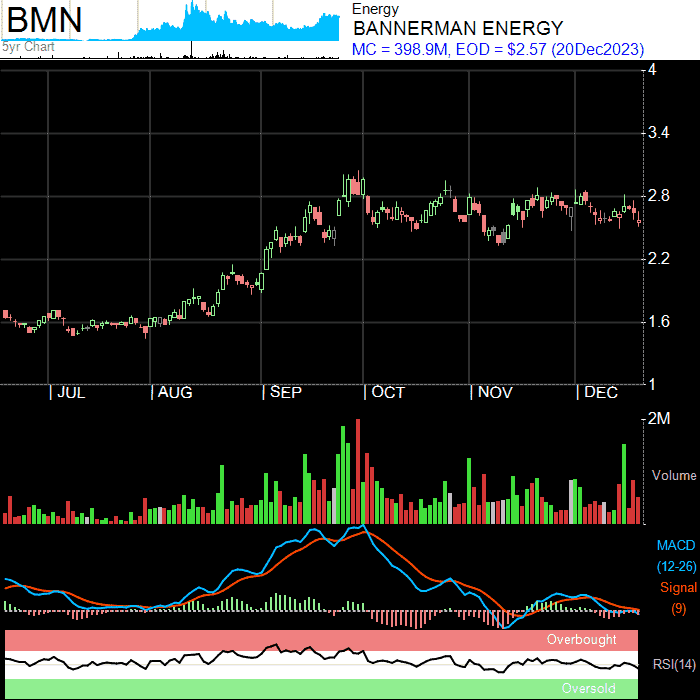 BMN
5yr Chart
Energy
BANNERMAN ENERGY
MC = 398.9M, EOD = $2.57 (20Dec2023)
4
3.4
2.8
2.2
1.6
1
JUL AUG SEP OCT NOV DEC
2M
Volume
MACD
(12-26)
Signal
(9)
Overbought
RSI(14)
Oversold